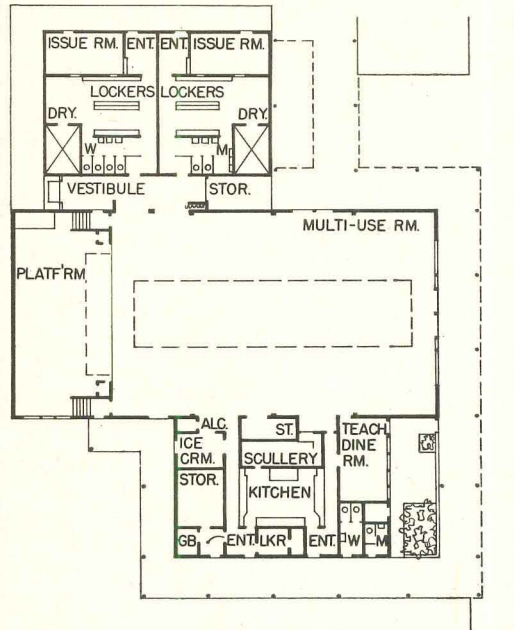 ISSUE RM. ENT. ENT. ISSUE RM.
LOCKERS LOCKERS
DRY. DRY.
W M
VESTIBULE STOR.
MULTI-USE RM.
PLATF'RM
ALC. ST. TEACH
ICE DINE
CRM. SCULLERY RM.
STOR. KITCHEN
GB ENT. LKR ENT. W M